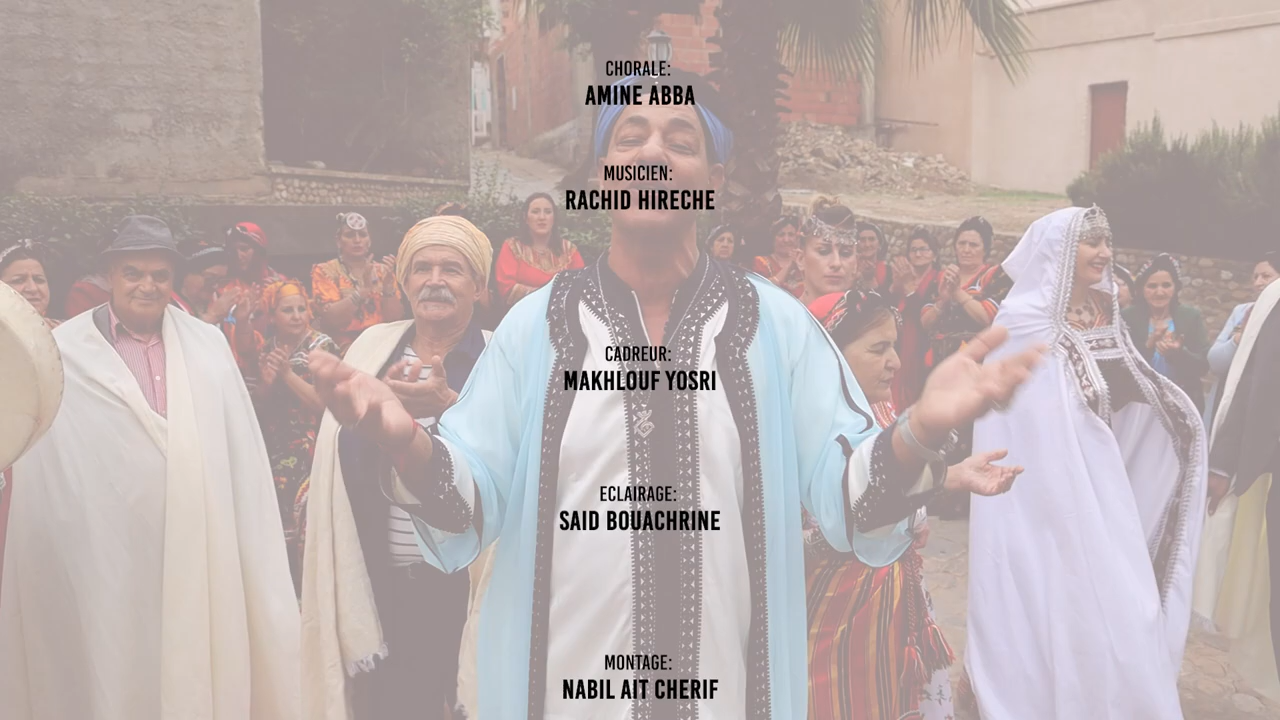 CHORALE:
AMINE ABBA
MUSICIEN:
RACHID HIRECHE
CADREUR:
MAKHLOUF YOSRI
ECLAIRAGE:
SAID BOUACHRINE
MONTAGE:
NABIL AIT CHERIF